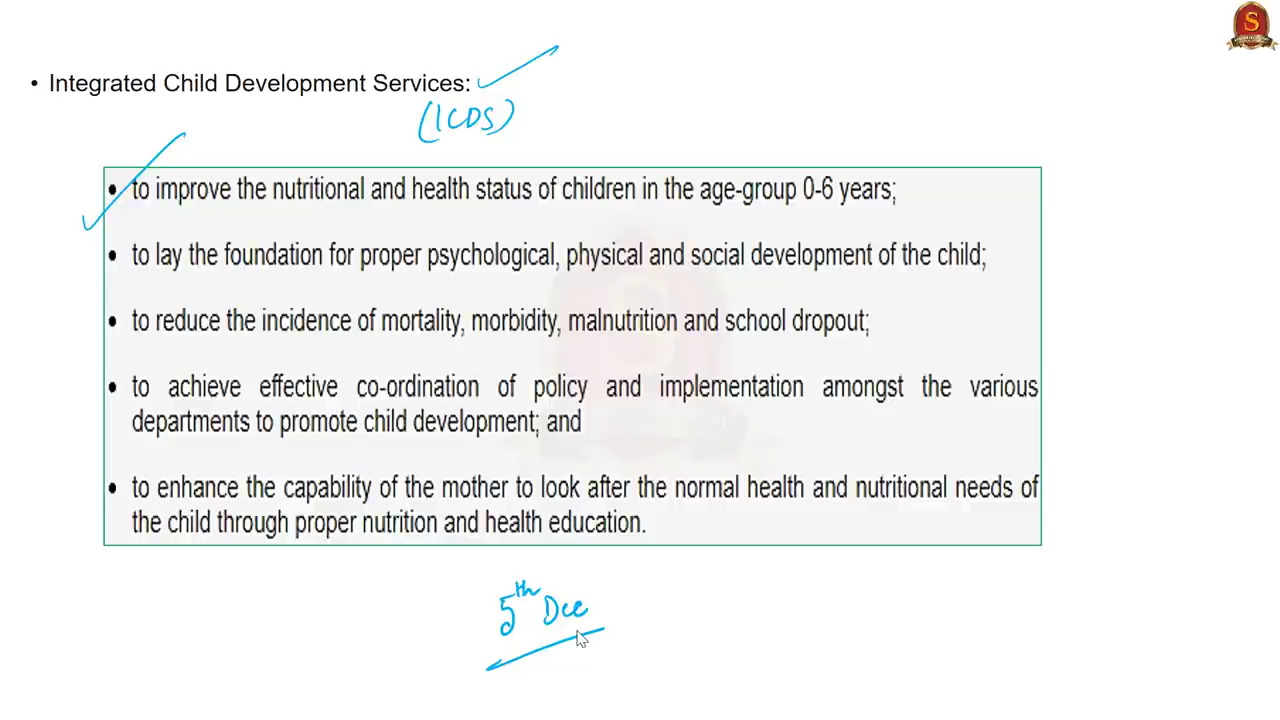 • Integrated Child Development Services:
(ICDS)
• to improve the nutritional and health status of children in the age-group 0-6 years;
• to lay the foundation for proper psychological, physical and social development of the child;
• to reduce the incidence of mortality, morbidity, malnutrition and school dropout;
• to achieve effective co-ordination of policy and implementation amongst the various
departments to promote child development; and
• to enhance the capability of the mother to look after the normal health and nutritional needs of
the child through proper nutrition and health education.
5th Dec
S